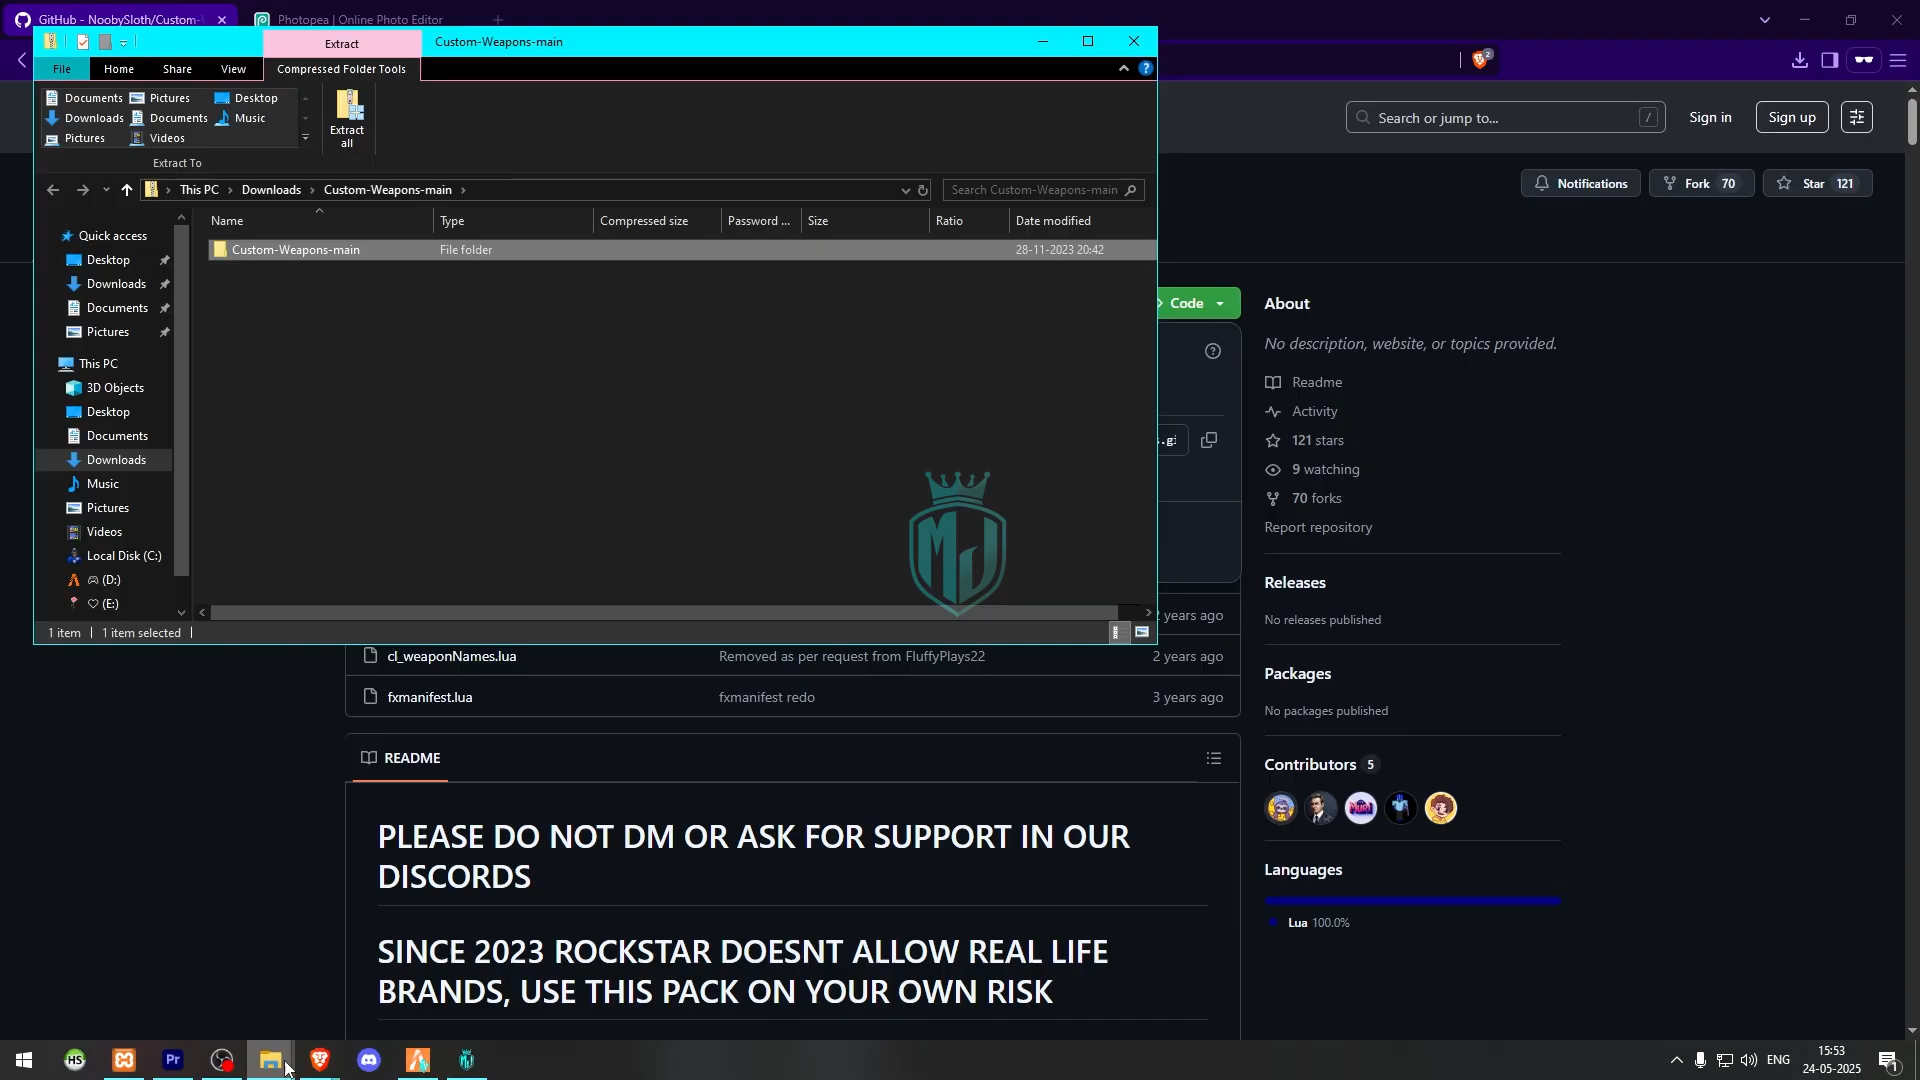 GitHub - NoobySloth/Custom-
Photopea | Online Photo Editor
Extract
Custom-Weapons-main
File
Home
Share
View
Compressed Folder Tools
Documents
Pictures
Desktop
Downloads
Documents
Music
Pictures
Videos
Extract To
Extract
all
2
Search or jump to...
/
Sign in
Sign up
This PC
Downloads
Custom-Weapons-main
Search Custom-Weapons-main
Notifications
Fork 70
Star 121
Name
Type
Compressed size
Password ...
Size
Ratio
Date modified
Custom-Weapons-main
File folder
28-11-2023 20:42
Quick access
Desktop
Downloads
Documents
Pictures
This PC
3D Objects
Desktop
Documents
Downloads
Music
Pictures
Videos
Local Disk (C:)
(D:)
(E:)
1 item
1 item selected
MJ
Code
.g
About
No description, website, or topics provided.
Readme
Activity
121 stars
9 watching
70 forks
Report repository
Releases
No releases published
Packages
No packages published
Contributors 5
Languages
Lua 100.0%
2 years ago
cl_weaponNames.lua
Removed as per request from FluffyPlays22
2 years ago
fxmanifest.lua
fxmanifest redo
3 years ago
README
PLEASE DO NOT DM OR ASK FOR SUPPORT IN OUR
DISCORDS
SINCE 2023 ROCKSTAR DOESNT ALLOW REAL LIFE
BRANDS, USE THIS PACK ON YOUR OWN RISK
HS
Pr
ENG
15:53
24-05-2025
1